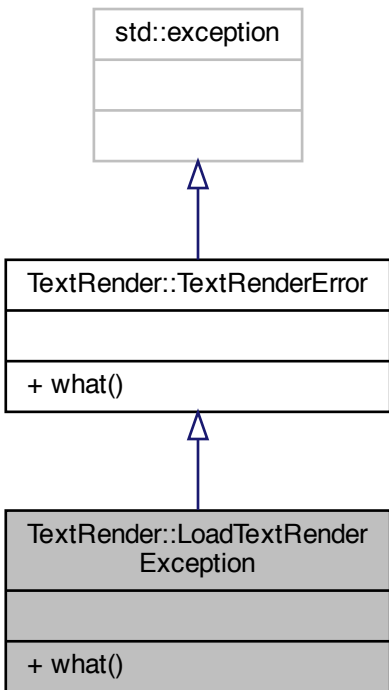 std::exception
TextRender::TextRenderError
+ what()
TextRender::LoadTextRender
Exception
+ what()